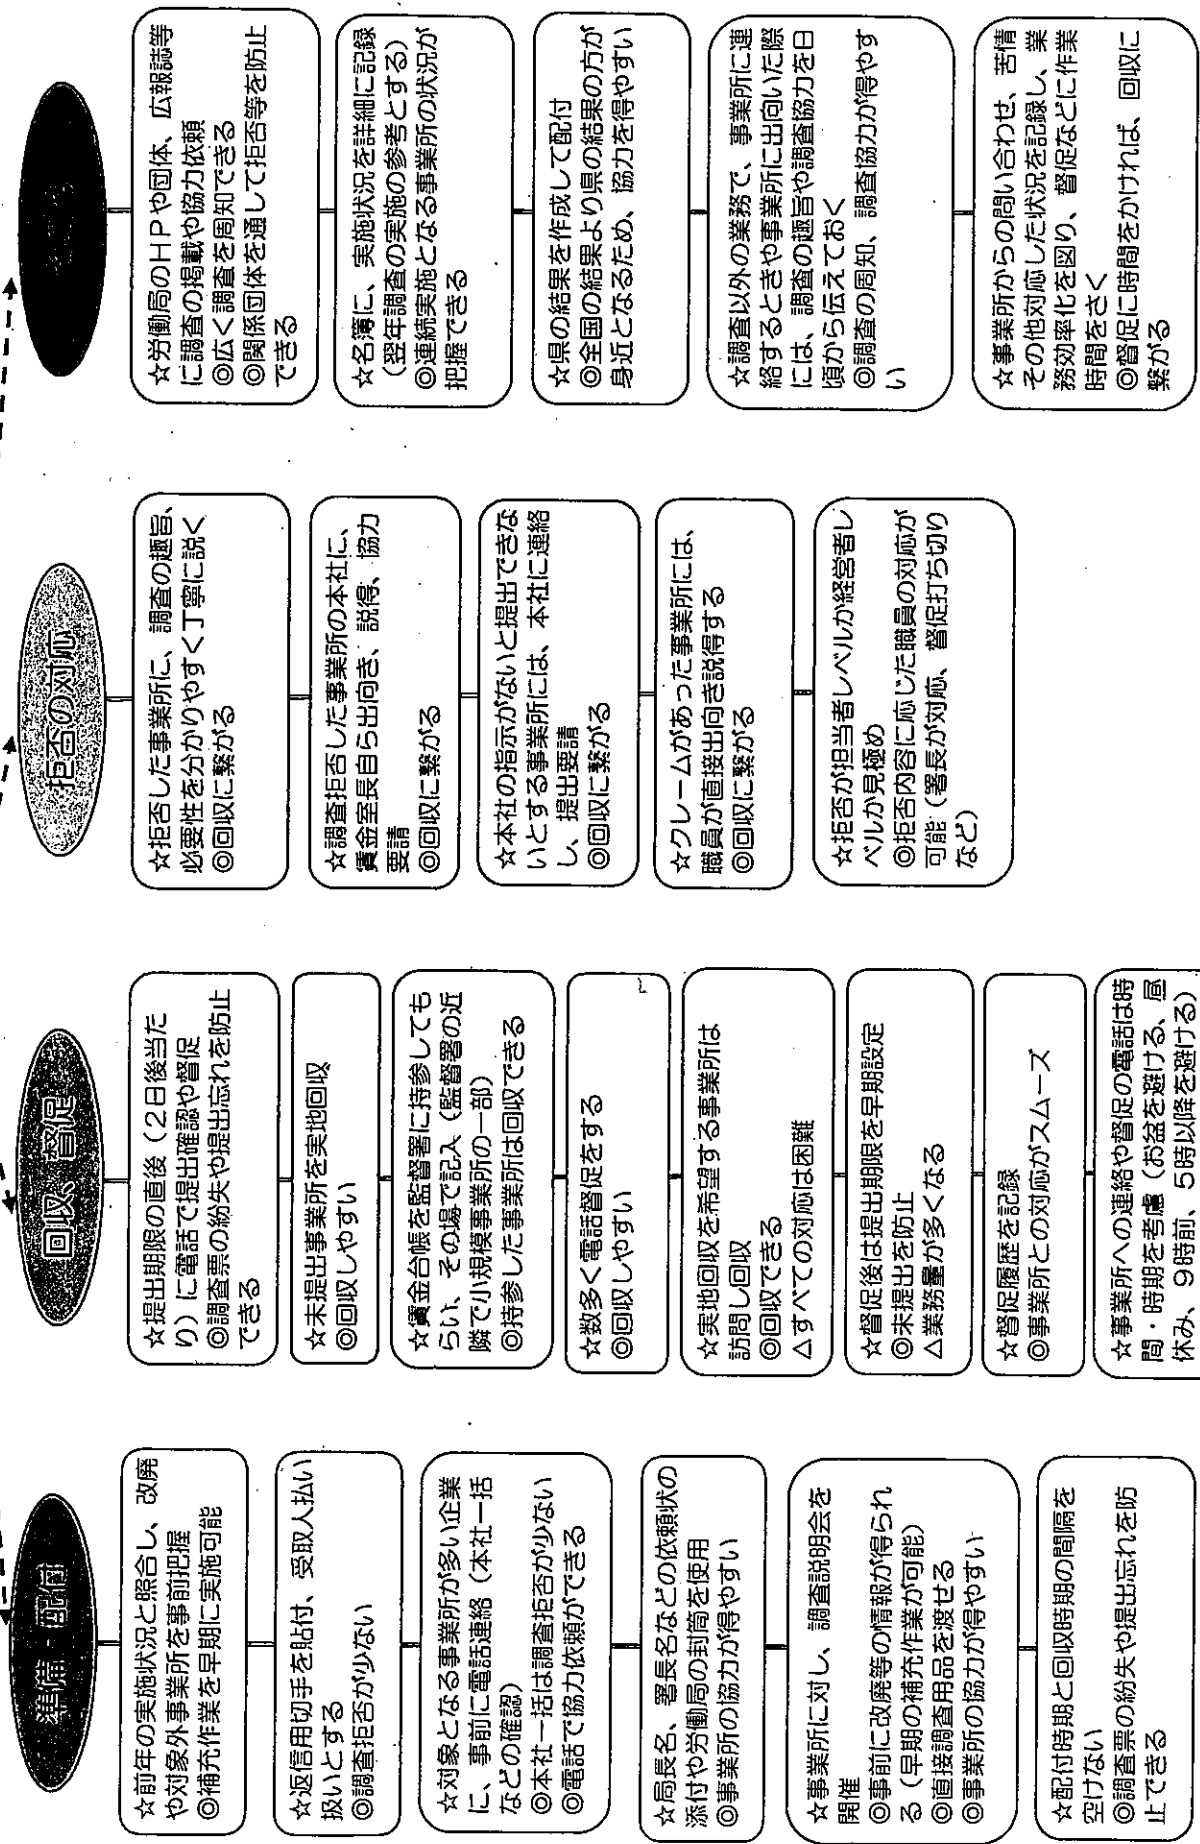 準備・配付
☆前年の実施状況と照合し、改廃
や対象外事業所を事前把握
◎補充作業を早期に実施可能
☆返信用切手を貼付、受取人払い
扱いとする
◎調査拒否が少ない
☆対象となる事業所が多い企業
に、事前に電話連絡（本社一括
などの確認）
◎本社一括は調査拒否が少ない
◎電話で協力依頼ができる
☆局長名、署長名などの依頼状の
添付や労働局の封筒を使用
◎事業所の協力が得やすい
☆事業所に対し、調査説明会を
開催
◎事前に改廃等の情報が得られ
る（早期の補充作業が可能）
◎直接調査用品を渡せる
◎事業所の協力が得やすい
☆配付時期と回収時期の間隔を
空けない
◎調査票の紛失や提出忘れを防
止できる
回収、督促
☆提出期限の直後（２日後当た
り）に電話で提出確認や督促
◎調査票の紛失や提出忘れを防止
できる
☆未提出事業所を実地回収
◎回収しやすい
☆賃金台帳を監督署に持参しても
らい、その場で記入（監督署の近
隣で小規模事業所の一部）
◎持参した事業所は回収できる
☆数多く電話督促をする
◎回収しやすい
☆実地回収を希望する事業所は
訪問し回収
◎回収できる
△すべての対応は困難
☆督促後は提出期限を早期設定
◎未提出を防止
△業務量が多くなる
☆督促履歴を記録
◎事業所との対応がスムーズ
☆事業所への連絡や督促の電話は時
間・時期を考慮（お盆を避ける、昼
休み、９時前、５時以降を避ける）
拒否の対応
☆拒否した事業所に、調査の趣旨、
必要性を分かりやすく丁寧に説く
◎回収に繋がる
☆調査拒否した事業所の本社に、
賃金室長自ら出向き、説得、協力
要請
◎回収に繋がる
☆本社の指示がないと提出できな
いとする事業所には、本社に連絡
し、提出要請
◎回収に繋がる
☆クレームがあった事業所には、
職員が直接出向き説得する
◎回収に繋がる
☆拒否が担当者レベルか経営者レ
ベルか見極め
◎拒否内容に応じた職員の対応が
可能（署長が対応、督促打ち切り
など）
☆労働局のＨＰや団体、広報誌等
に調査の掲載や協力依頼
◎広く調査を周知できる
◎関係団体を通して拒否等を防止
できる
☆名簿に、実施状況を詳細に記録
（翌年調査の実施の参考とする）
◎連続実施となる事業所の状況が
把握できる
☆県の結果を作成して配付
◎全国の結果より県の結果の方が
身近となるため、協力を得やすい
☆調査以外の業務で、事業所に連
絡するときや事業所に出向いた際
には、調査の趣旨や調査協力を日
頃から伝えておく
◎調査の周知、調査協力が得やす
い
☆事業所からの問い合わせ、苦情
その他対応した状況を記録し、業
務効率化を図り、督促などに作業
時間をさく
◎督促に時間をかければ、回収に
繋がる